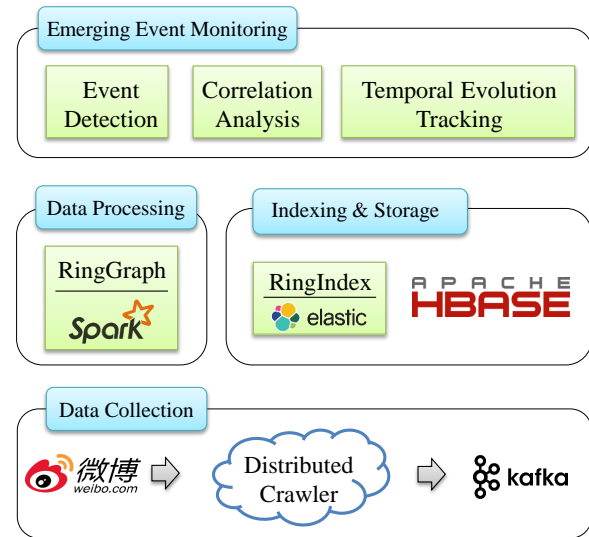 Emerging Event Monitoring
Event
Detection
Correlation
Analysis
Temporal Evolution
Tracking
Data Processing
RingGraph
Spark
Indexing & Storage
RingIndex
elastic
APACHE
HBASE
Data Collection
微博
weibo.com
Distributed
Crawler
kafka